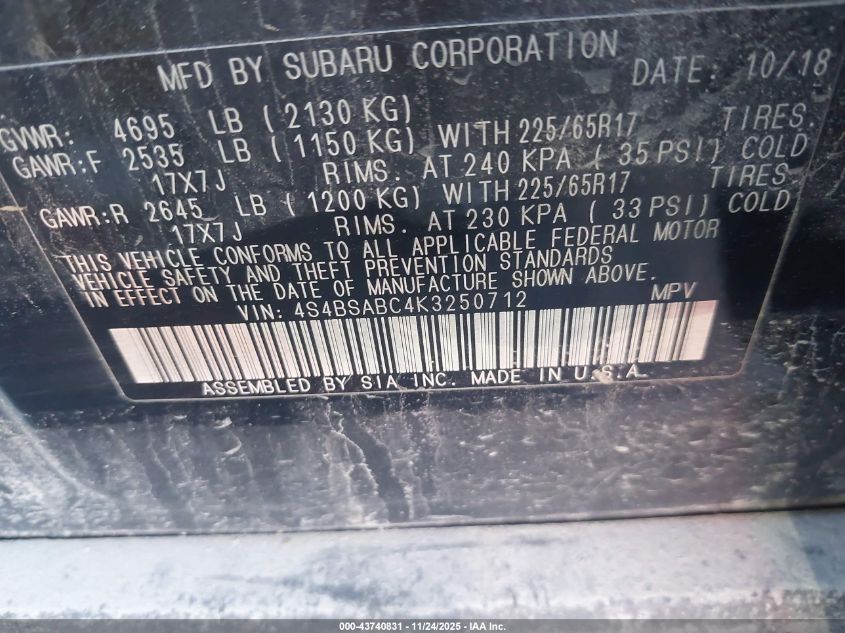 MFD BY SUBARU CORPORATION DATE: 10/18
GVWR: 4695 LB (2130 KG)
GAWR:F 2535 LB (1150 KG) WITH 225/65R17 TIRES
17X7J RIMS. AT 240 KPA (35 PSI) COLD
GAWR:R 2645 LB (1200 KG) WITH 225/65R17 TIRES
17X7J RIMS. AT 230 KPA (33 PSI) COLD
THIS VEHICLE CONFORMS TO ALL APPLICABLE FEDERAL MOTOR
VEHICLE SAFETY AND THEFT PREVENTION STANDARDS
IN EFFECT ON THE DATE OF MANUFACTURE SHOWN ABOVE.
VIN: 4S4BSABC4K3250712 MPV
ASSEMBLED BY SIA, INC. MADE IN U.S.A.
000-43740831 - 11/24/2025 - IAA Inc.